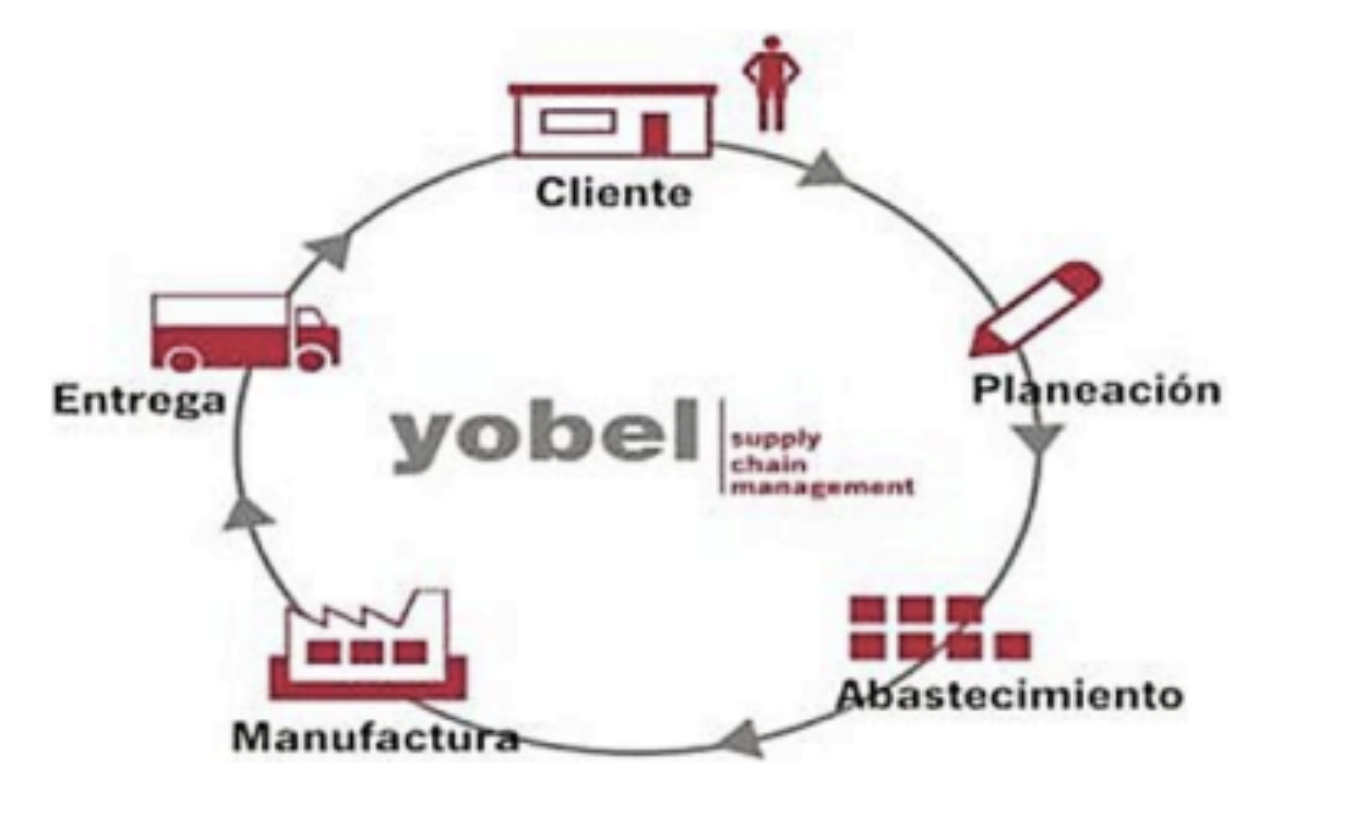 Cliente
Planeación
Entrega
yobel
supply
chain
management
Abastecimiento
Manufactura